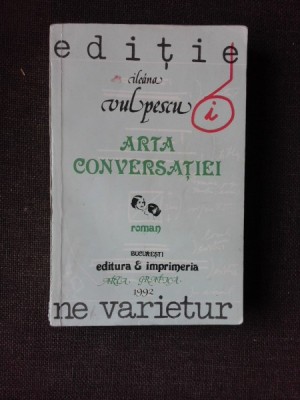 ediție
ileana
vulpescu
i
ARTA
CONVERSAȚIEI
roman
BUCUREȘTI
editura & imprimeria
ARTA GRAFICA
1992
ne varietur